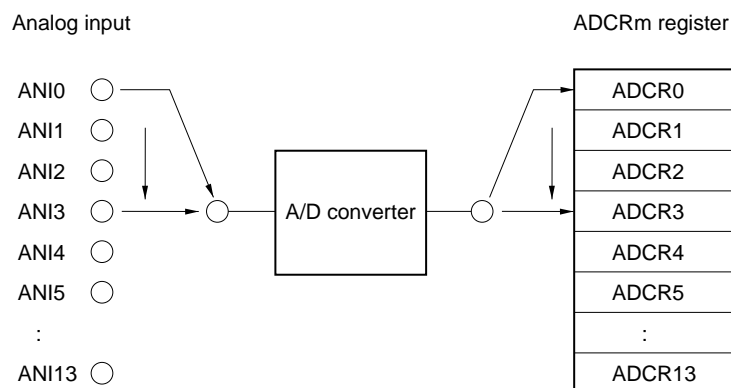 Analog input
ADCRm register
ANI0
ADCR0
ANI1
ADCR1
ANI2
ADCR2
ANI3
A/D converter
ADCR3
ANI4
ADCR4
ANI5
ADCR5
:
:
ANI13
ADCR13